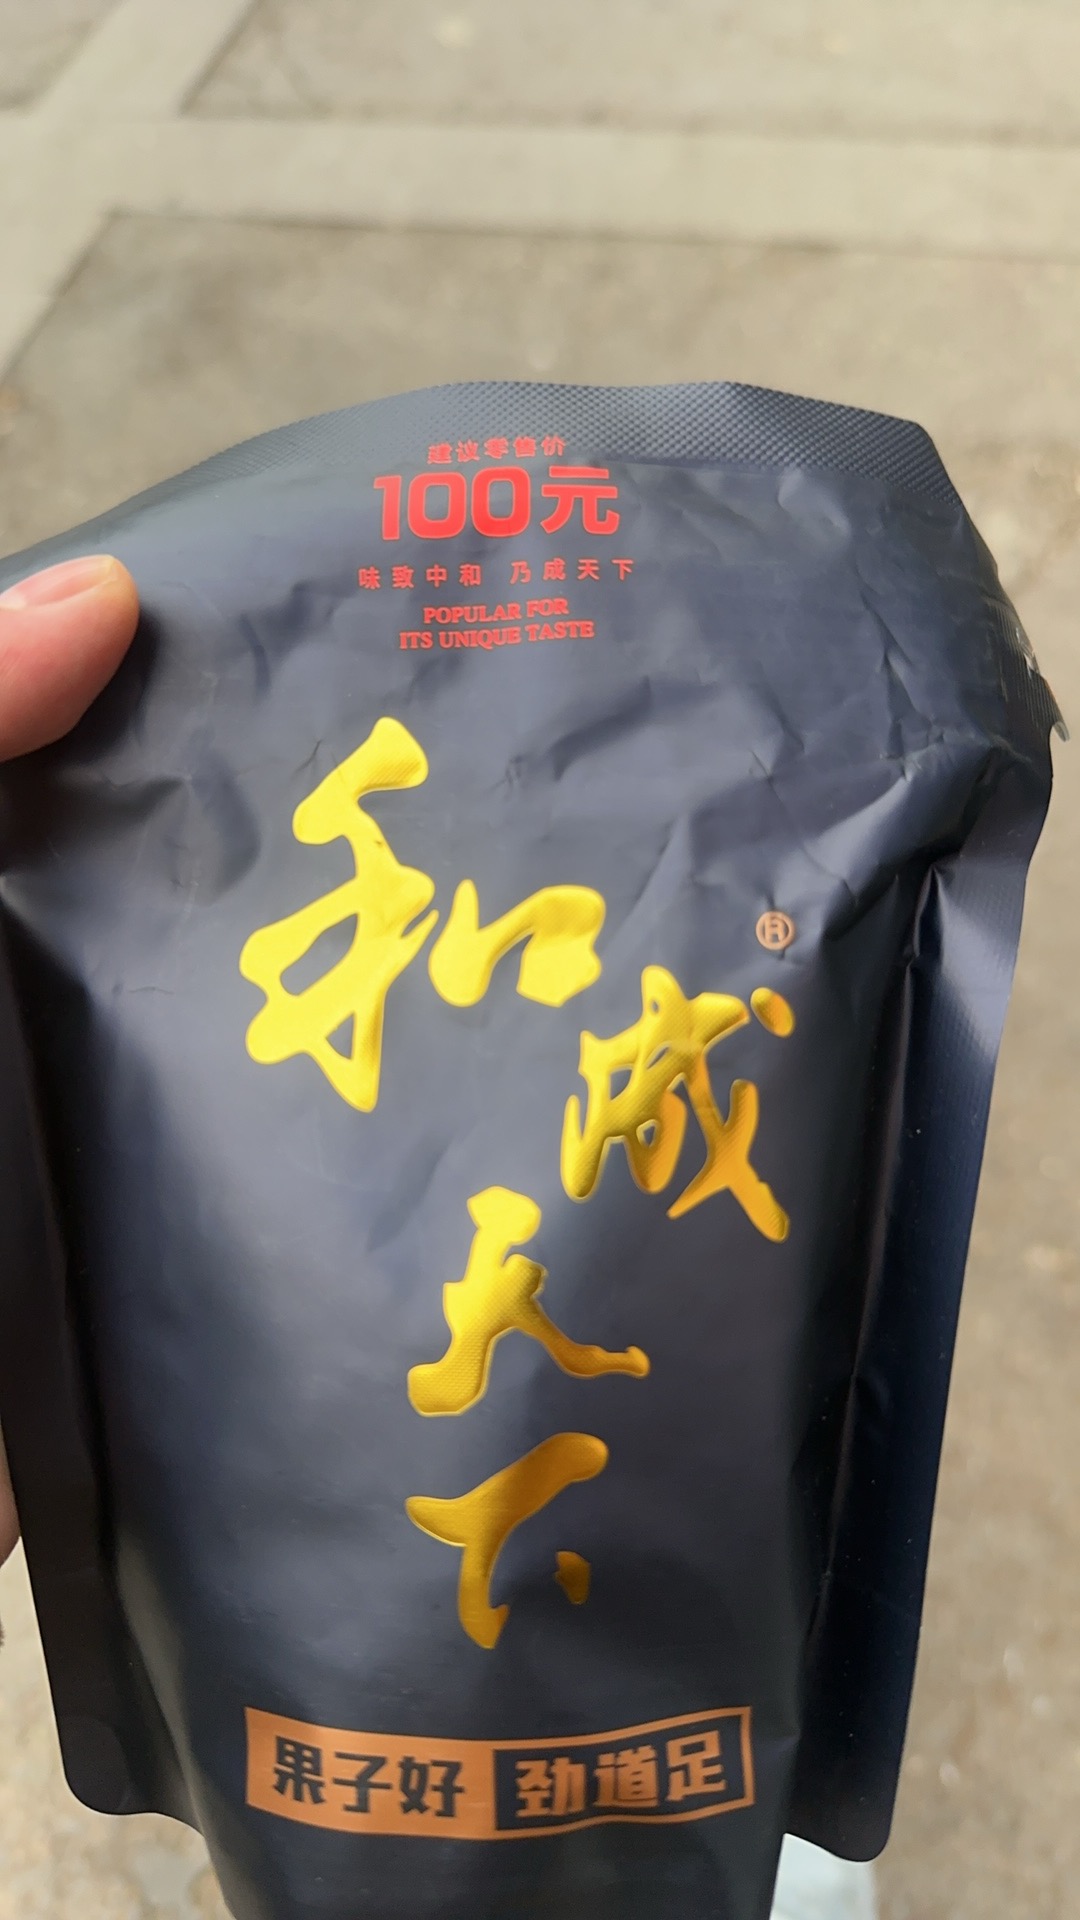 建议零售价
100元
味致中和 乃成天下
POPULAR FOR
ITS UNIQUE TASTE
和成天下
®
果子好 劲道足